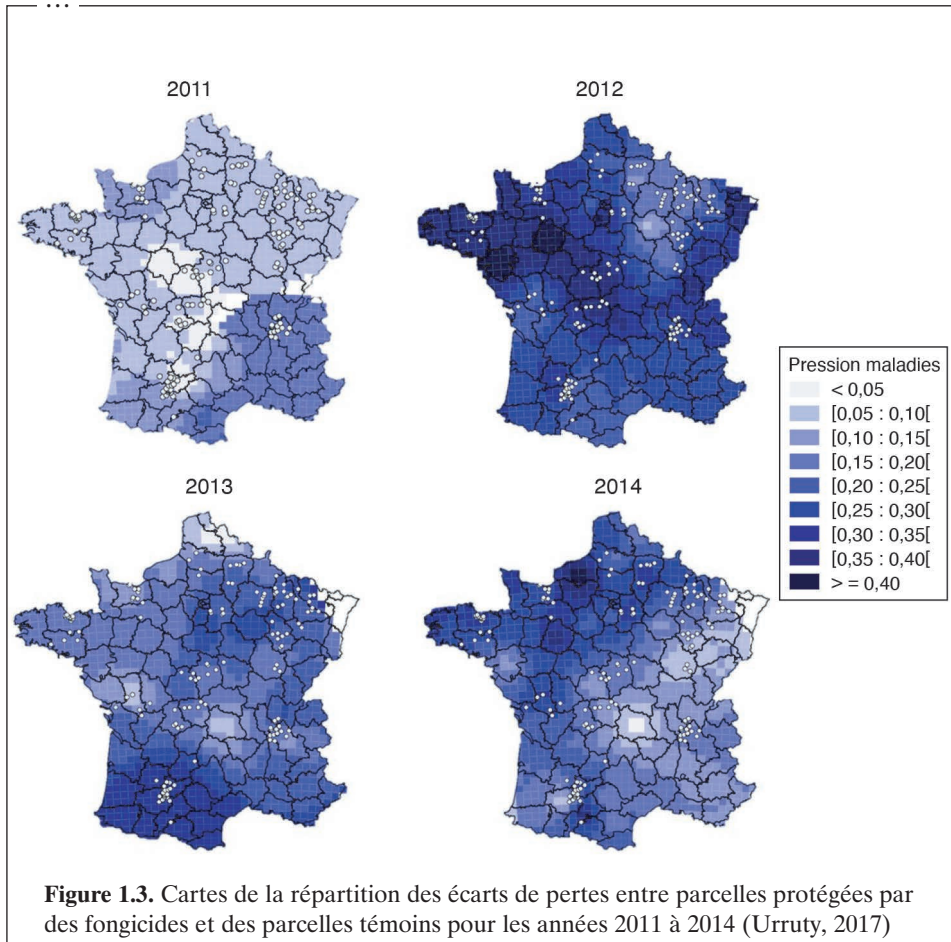 ...
2011
2012
Pression maladies
< 0,05
[0,05 : 0,10[
[0,10 : 0,15[
[0,15 : 0,20[
[0,20 : 0,25[
[0,25 : 0,30[
[0,30 : 0,35[
[0,35 : 0,40[
> = 0,40
2013
2014
Figure 1.3. Cartes de la répartition des écarts de pertes entre parcelles protégées par
des fongicides et des parcelles témoins pour les années 2011 à 2014 (Urruty, 2017)